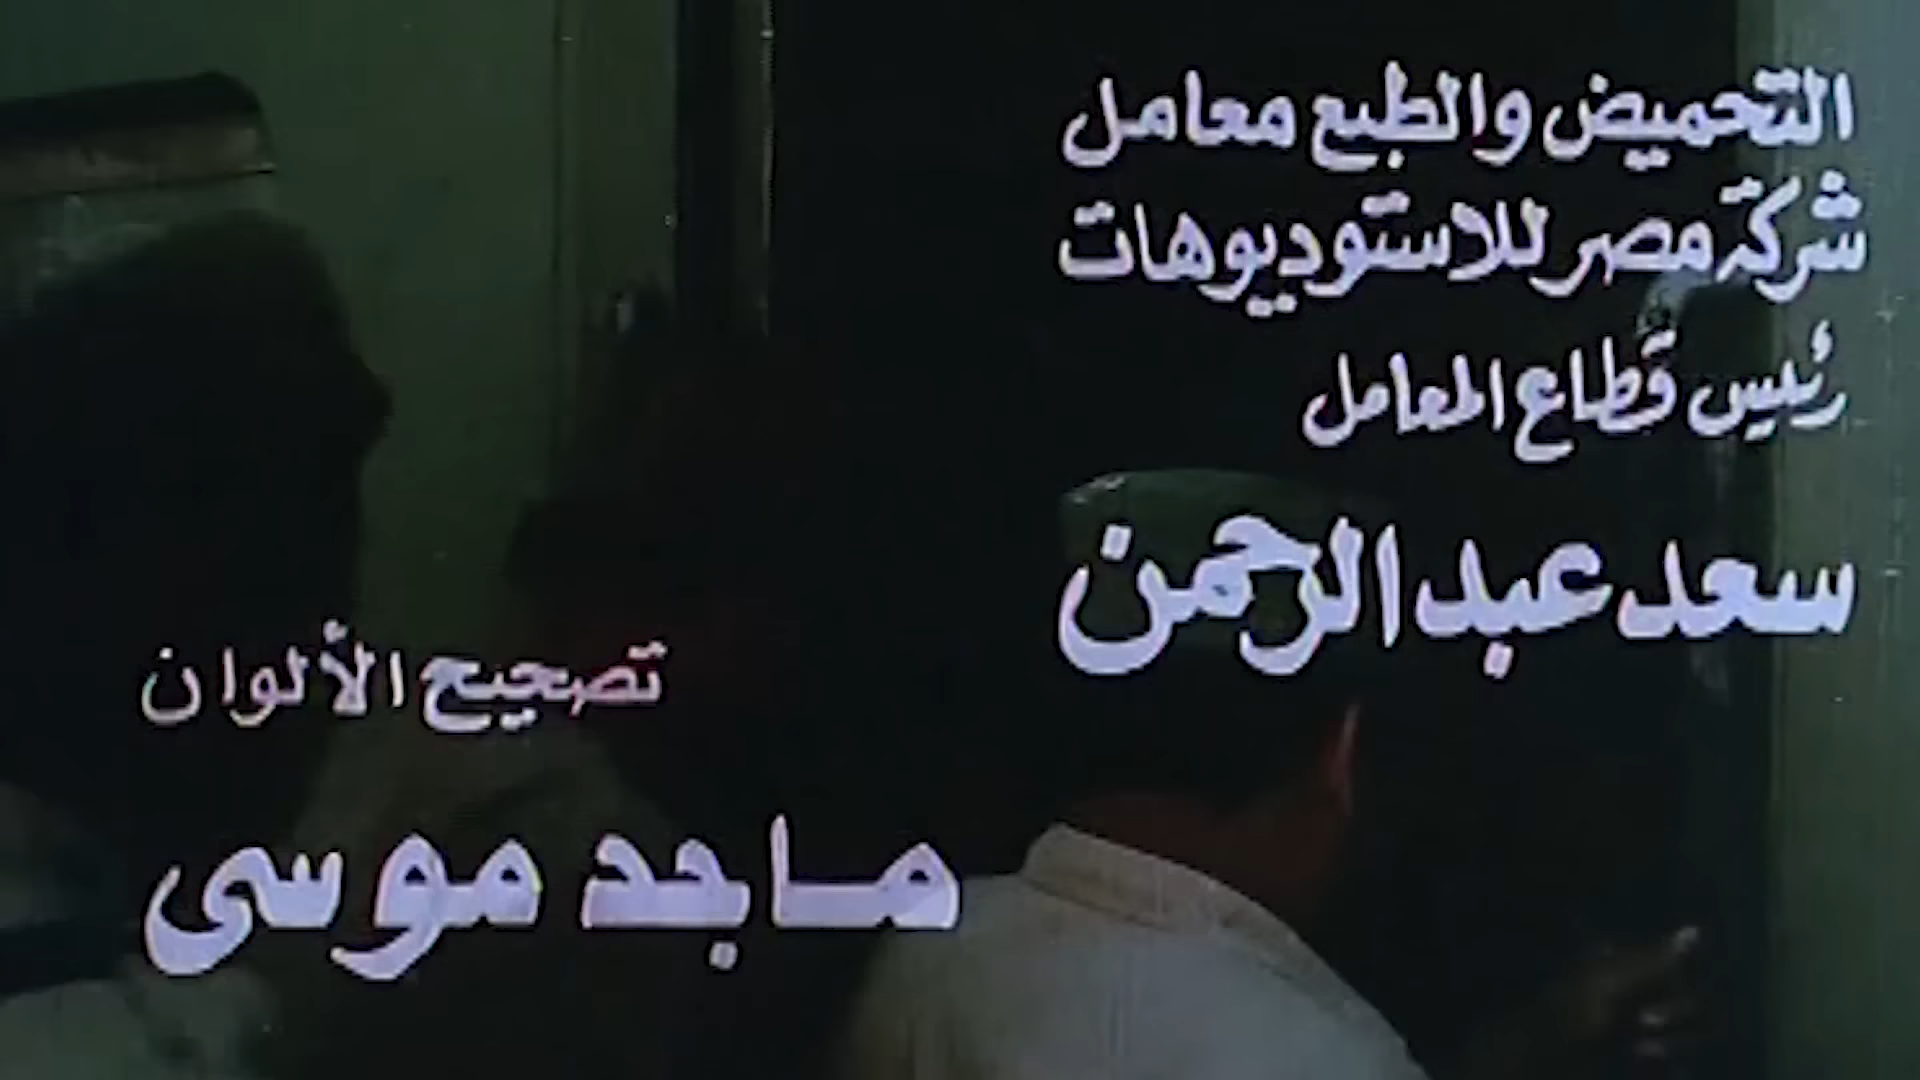 التحميض والطبع معامل
شركة مصر للاستوديوهات
رئيس قطاع المعامل
سعد عبد الرحمن
تصحيح الألوان
ماجد موسى